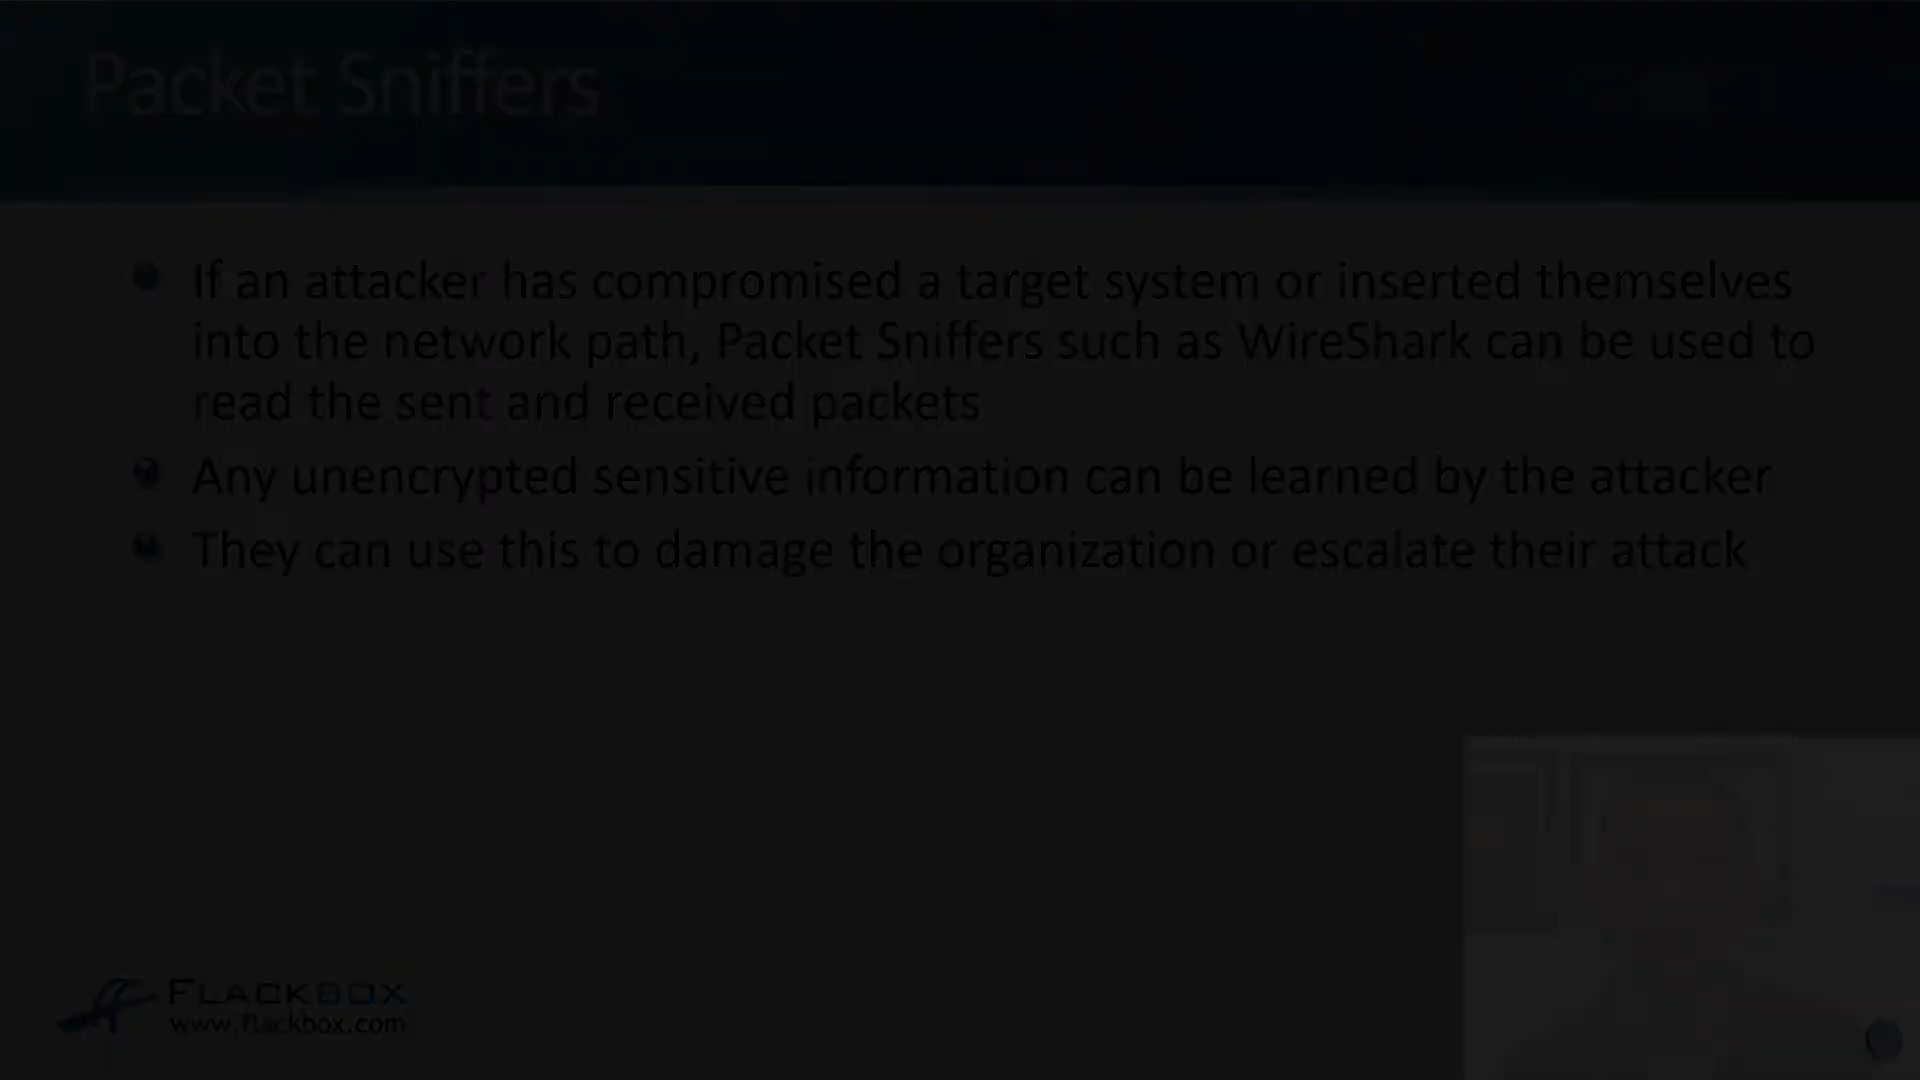 Packet Sniffers
If an attacker has compromised a target system or inserted themselves
into the network path, Packet Sniffers such as WireShark can be used to
read the sent and received packets
Any unencrypted sensitive information can be learned by the attacker
They can use this to damage the organization or escalate their attack
FLACKBOX
www.flackbox.com